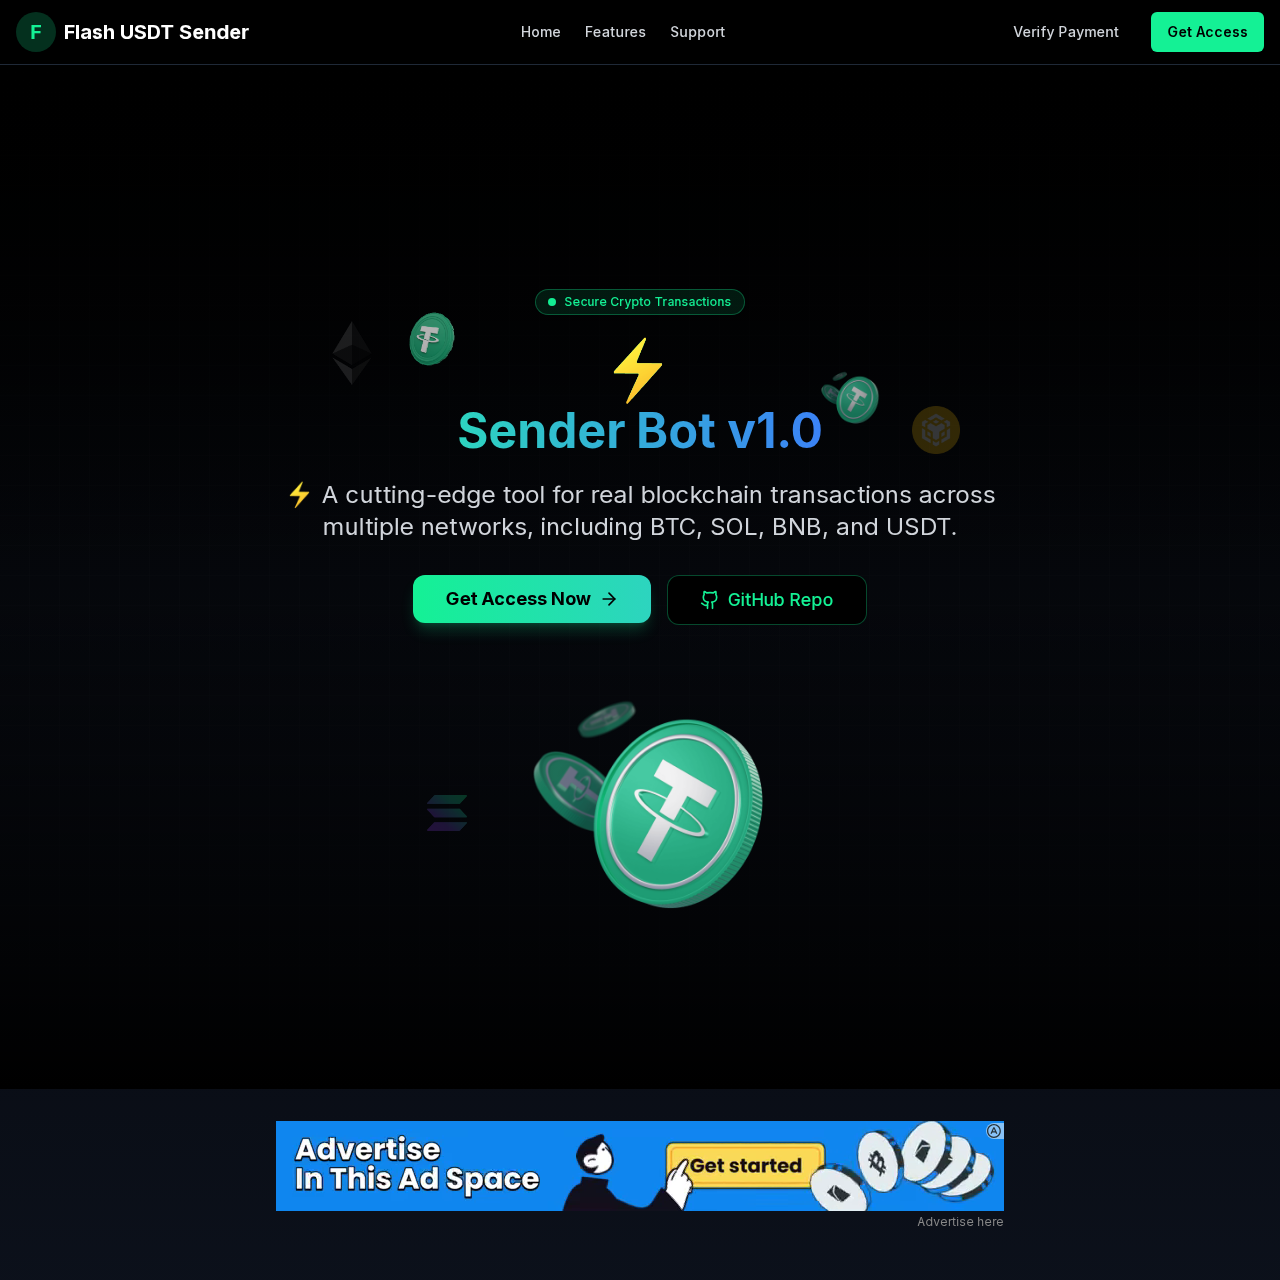 F Flash USDT Sender
Home Features Support
Verify Payment
Get Access
Secure Crypto Transactions
⚡
Sender Bot v1.0
⚡ A cutting-edge tool for real blockchain transactions across
multiple networks, including BTC, SOL, BNB, and USDT.
Get Access Now →
GitHub Repo
Advertise
In This Ad Space
Get started
Advertise here